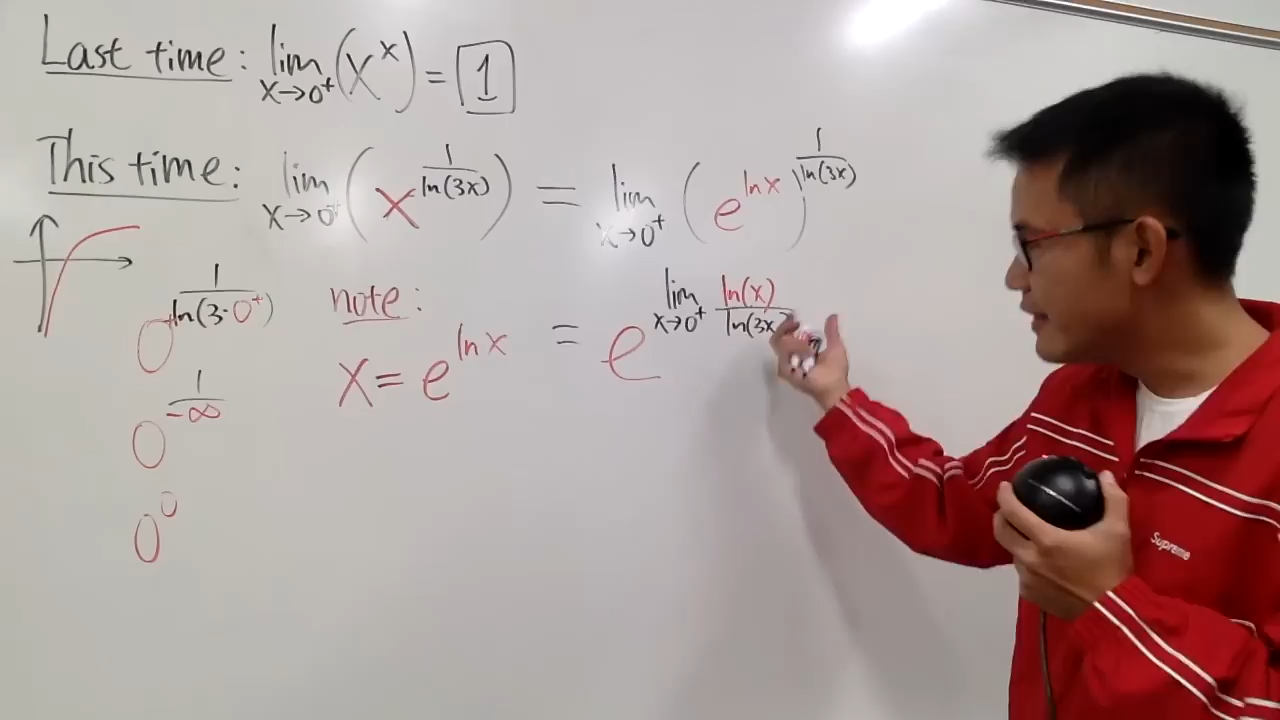 Last time: lim x→0⁺ (x^x) = 1
This time: lim x→0⁺ (x^(1/ln(3x))) = lim x→0⁺ (e^(ln x))^(1/ln(3x))
0^(1/ln(3·0⁺))
note:
x = e^(ln x)
= e^(lim x→0⁺ ln(x)/ln(3x)
0^(1/-∞)
0^0
Supreme